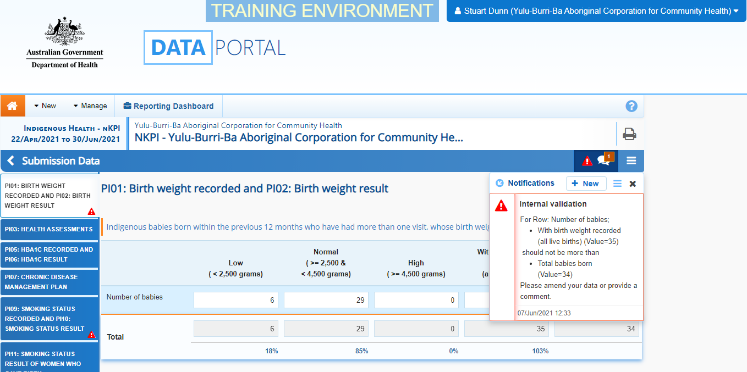 TRAINING ENVIRONMENT
Stuart Dunn (Yulu-Burri-Ba Aboriginal Corporation for Community Health)
Australian Government
Department of Health
DATA PORTAL
New
Manage
Reporting Dashboard
?
INDIGENOUS HEALTH - NKPI
22/APR/2021 TO 30/JUN/2021
Yulu-Burri-Ba Aboriginal Corporation for Community Health
NKPI - Yulu-Burri-Ba Aboriginal Corporation for Community He...
Submission Data
PI01: BIRTH WEIGHT
RECORDED AND PI02: BIRTH
WEIGHT RESULT
PI03: HEALTH ASSESSMENTS
PI05: HBA1C RECORDED AND
PI06: HBA1C RESULT
PI07: CHRONIC DISEASE
MANAGEMENT PLAN
PI09: SMOKING STATUS
RECORDED AND PI10:
SMOKING STATUS RESULT
PI11: SMOKING STATUS
RESULT OF WOMEN WHO
PI01: Birth weight recorded and PI02: Birth weight result
Indigenous babies born within the previous 12 months who have had more than one visit, whose birth
Low
( < 2,500 grams)
Normal
( >= 2,500 &
< 4,500 grams)
High
( >= 4,500 grams)
Number of babies 6 29 0
Total 6 29 0 35 34
18% 85% 0% 103%
Notifications
+ New
Internal validation
For Row: Number of babies;
• With birth weight recorded
(all live births) (Value=35)
should not be more than
• Total babies born
(Value=34)
Please amend your data or provide a
comment.
07/Jun/2021 12:33